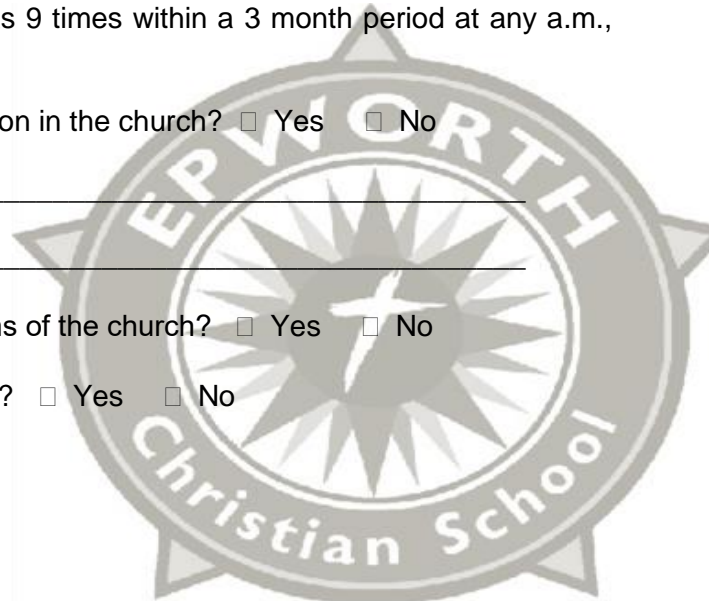 s 9 times within a 3 month period at any a.m.,
on in the church? □ Yes □ No
ns of the church? □ Yes □ No
? □ Yes □ No
EPWORTH
Christian School